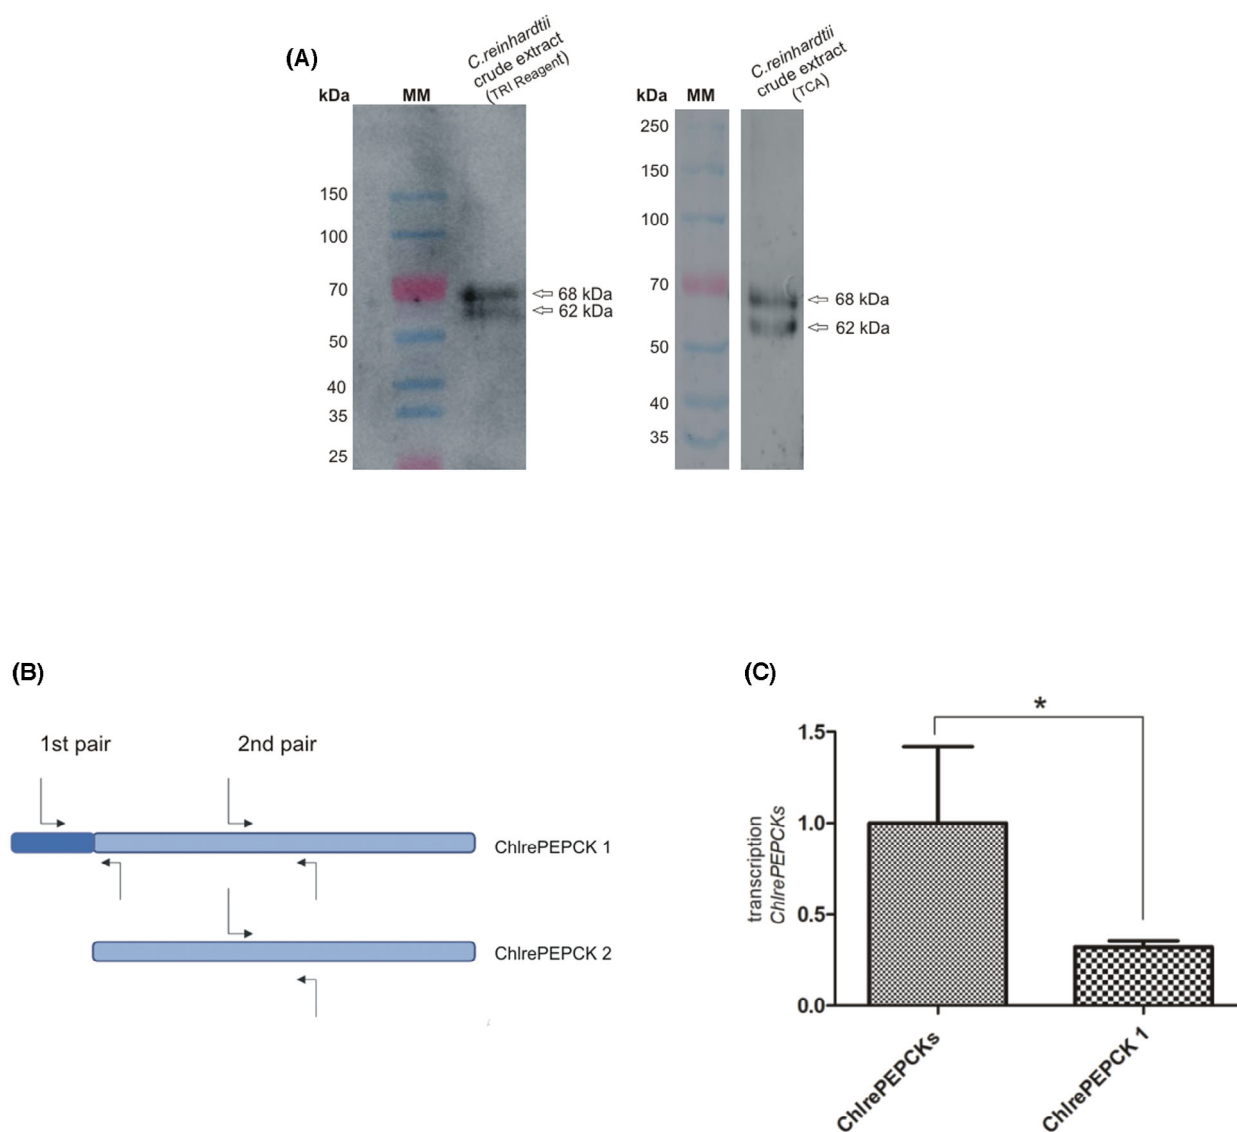 (A)
C.reinhardtii
crude extract
(TRI Reagent)
kDa
MM
150
100
70
50
40
35
25
68 kDa
62 kDa
C.reinhardtii
crude extract
(TCA)
kDa
MM
250
150
100
70
50
40
35
68 kDa
62 kDa
(B)
1st pair
2nd pair
ChlrePEPCK 1
ChlrePEPCK 2
(C)
*
transcription
ChlrePEPCKs
1.5
1.0
0.5
0.0
ChlrePEPCKs
ChlrePEPCK 1